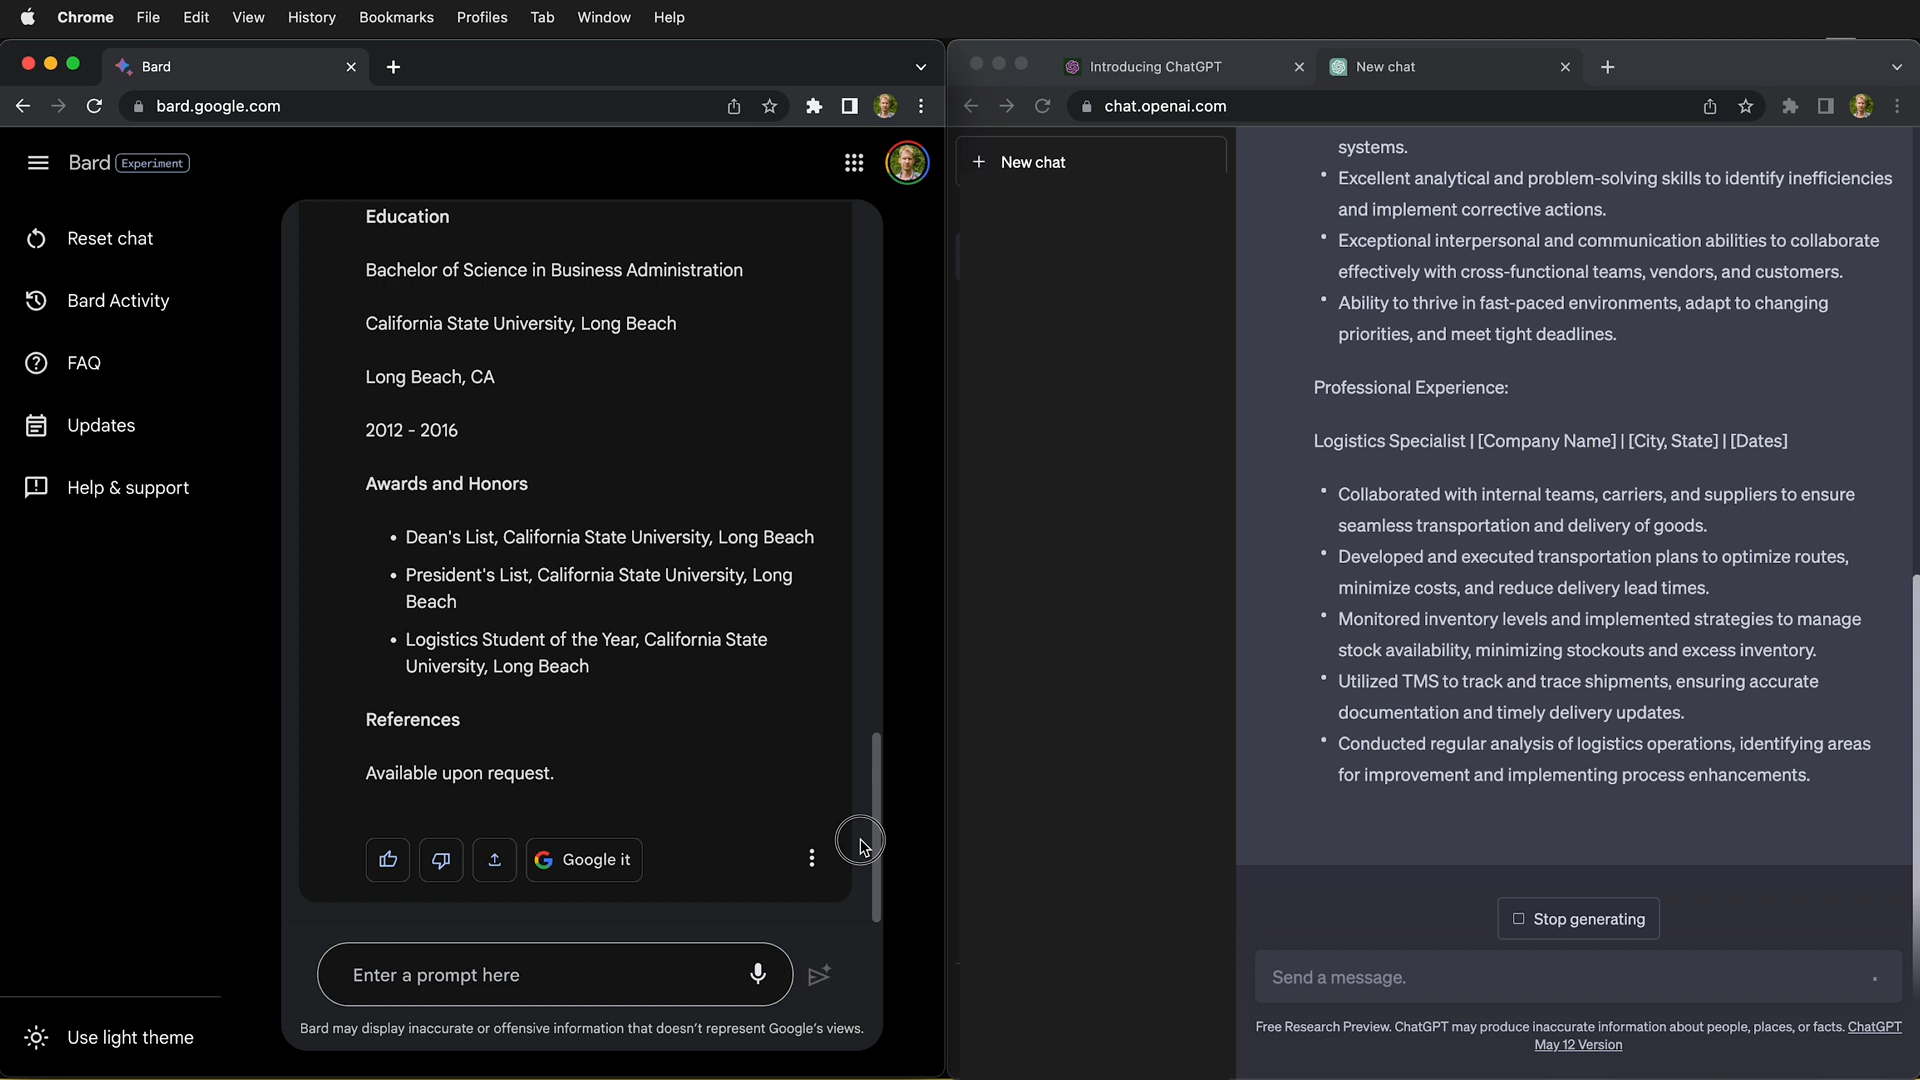 Chrome File Edit View History Bookmarks Profiles Tab Window Help
Bard
bard.google.com
Bard Experiment
Reset chat
Bard Activity
FAQ
Updates
Help & support
Use light theme
Education
Bachelor of Science in Business Administration
California State University, Long Beach
Long Beach, CA
2012 - 2016
Awards and Honors
• Dean's List, California State University, Long Beach
• President's List, California State University, Long
Beach
• Logistics Student of the Year, California State
University, Long Beach
References
Available upon request.
Google it
Enter a prompt here
Bard may display inaccurate or offensive information that doesn't represent Google's views.
Introducing ChatGPT
New chat
chat.openai.com
New chat
systems.
• Excellent analytical and problem-solving skills to identify inefficiencies
and implement corrective actions.
• Exceptional interpersonal and communication abilities to collaborate
effectively with cross-functional teams, vendors, and customers.
• Ability to thrive in fast-paced environments, adapt to changing
priorities, and meet tight deadlines.
Professional Experience:
Logistics Specialist | [Company Name] | [City, State] | [Dates]
• Collaborated with internal teams, carriers, and suppliers to ensure
seamless transportation and delivery of goods.
• Developed and executed transportation plans to optimize routes,
minimize costs, and reduce delivery lead times.
• Monitored inventory levels and implemented strategies to manage
stock availability, minimizing stockouts and excess inventory.
• Utilized TMS to track and trace shipments, ensuring accurate
documentation and timely delivery updates.
• Conducted regular analysis of logistics operations, identifying areas
for improvement and implementing process enhancements.
Stop generating
Send a message.
Free Research Preview. ChatGPT may produce inaccurate information about people, places, or facts. ChatGPT
May 12 Version